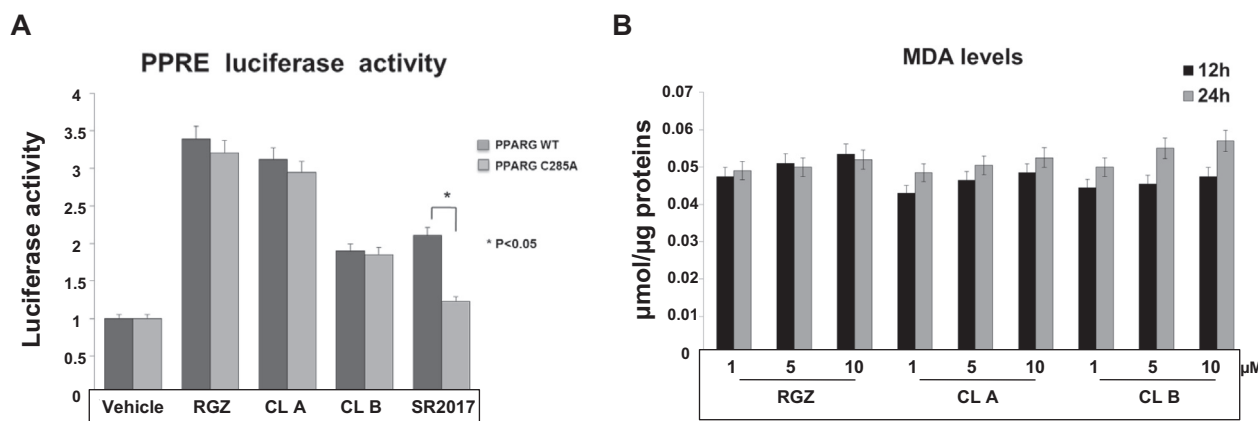 A
PPRE luciferase activity
Luciferase activity
4
3.5
3
2.5
2
1.5
1
0.5
0
*
PPARG WT
PPARG C285A
* P<0.05
Vehicle RGZ CL A CL B SR2017
B
MDA levels
12h
24h
µmol/µg proteins
0.07
0.06
0.05
0.04
0.03
0.02
0.01
0
1 5 10 1 5 10 1 5 10 µM
RGZ CL A CL B